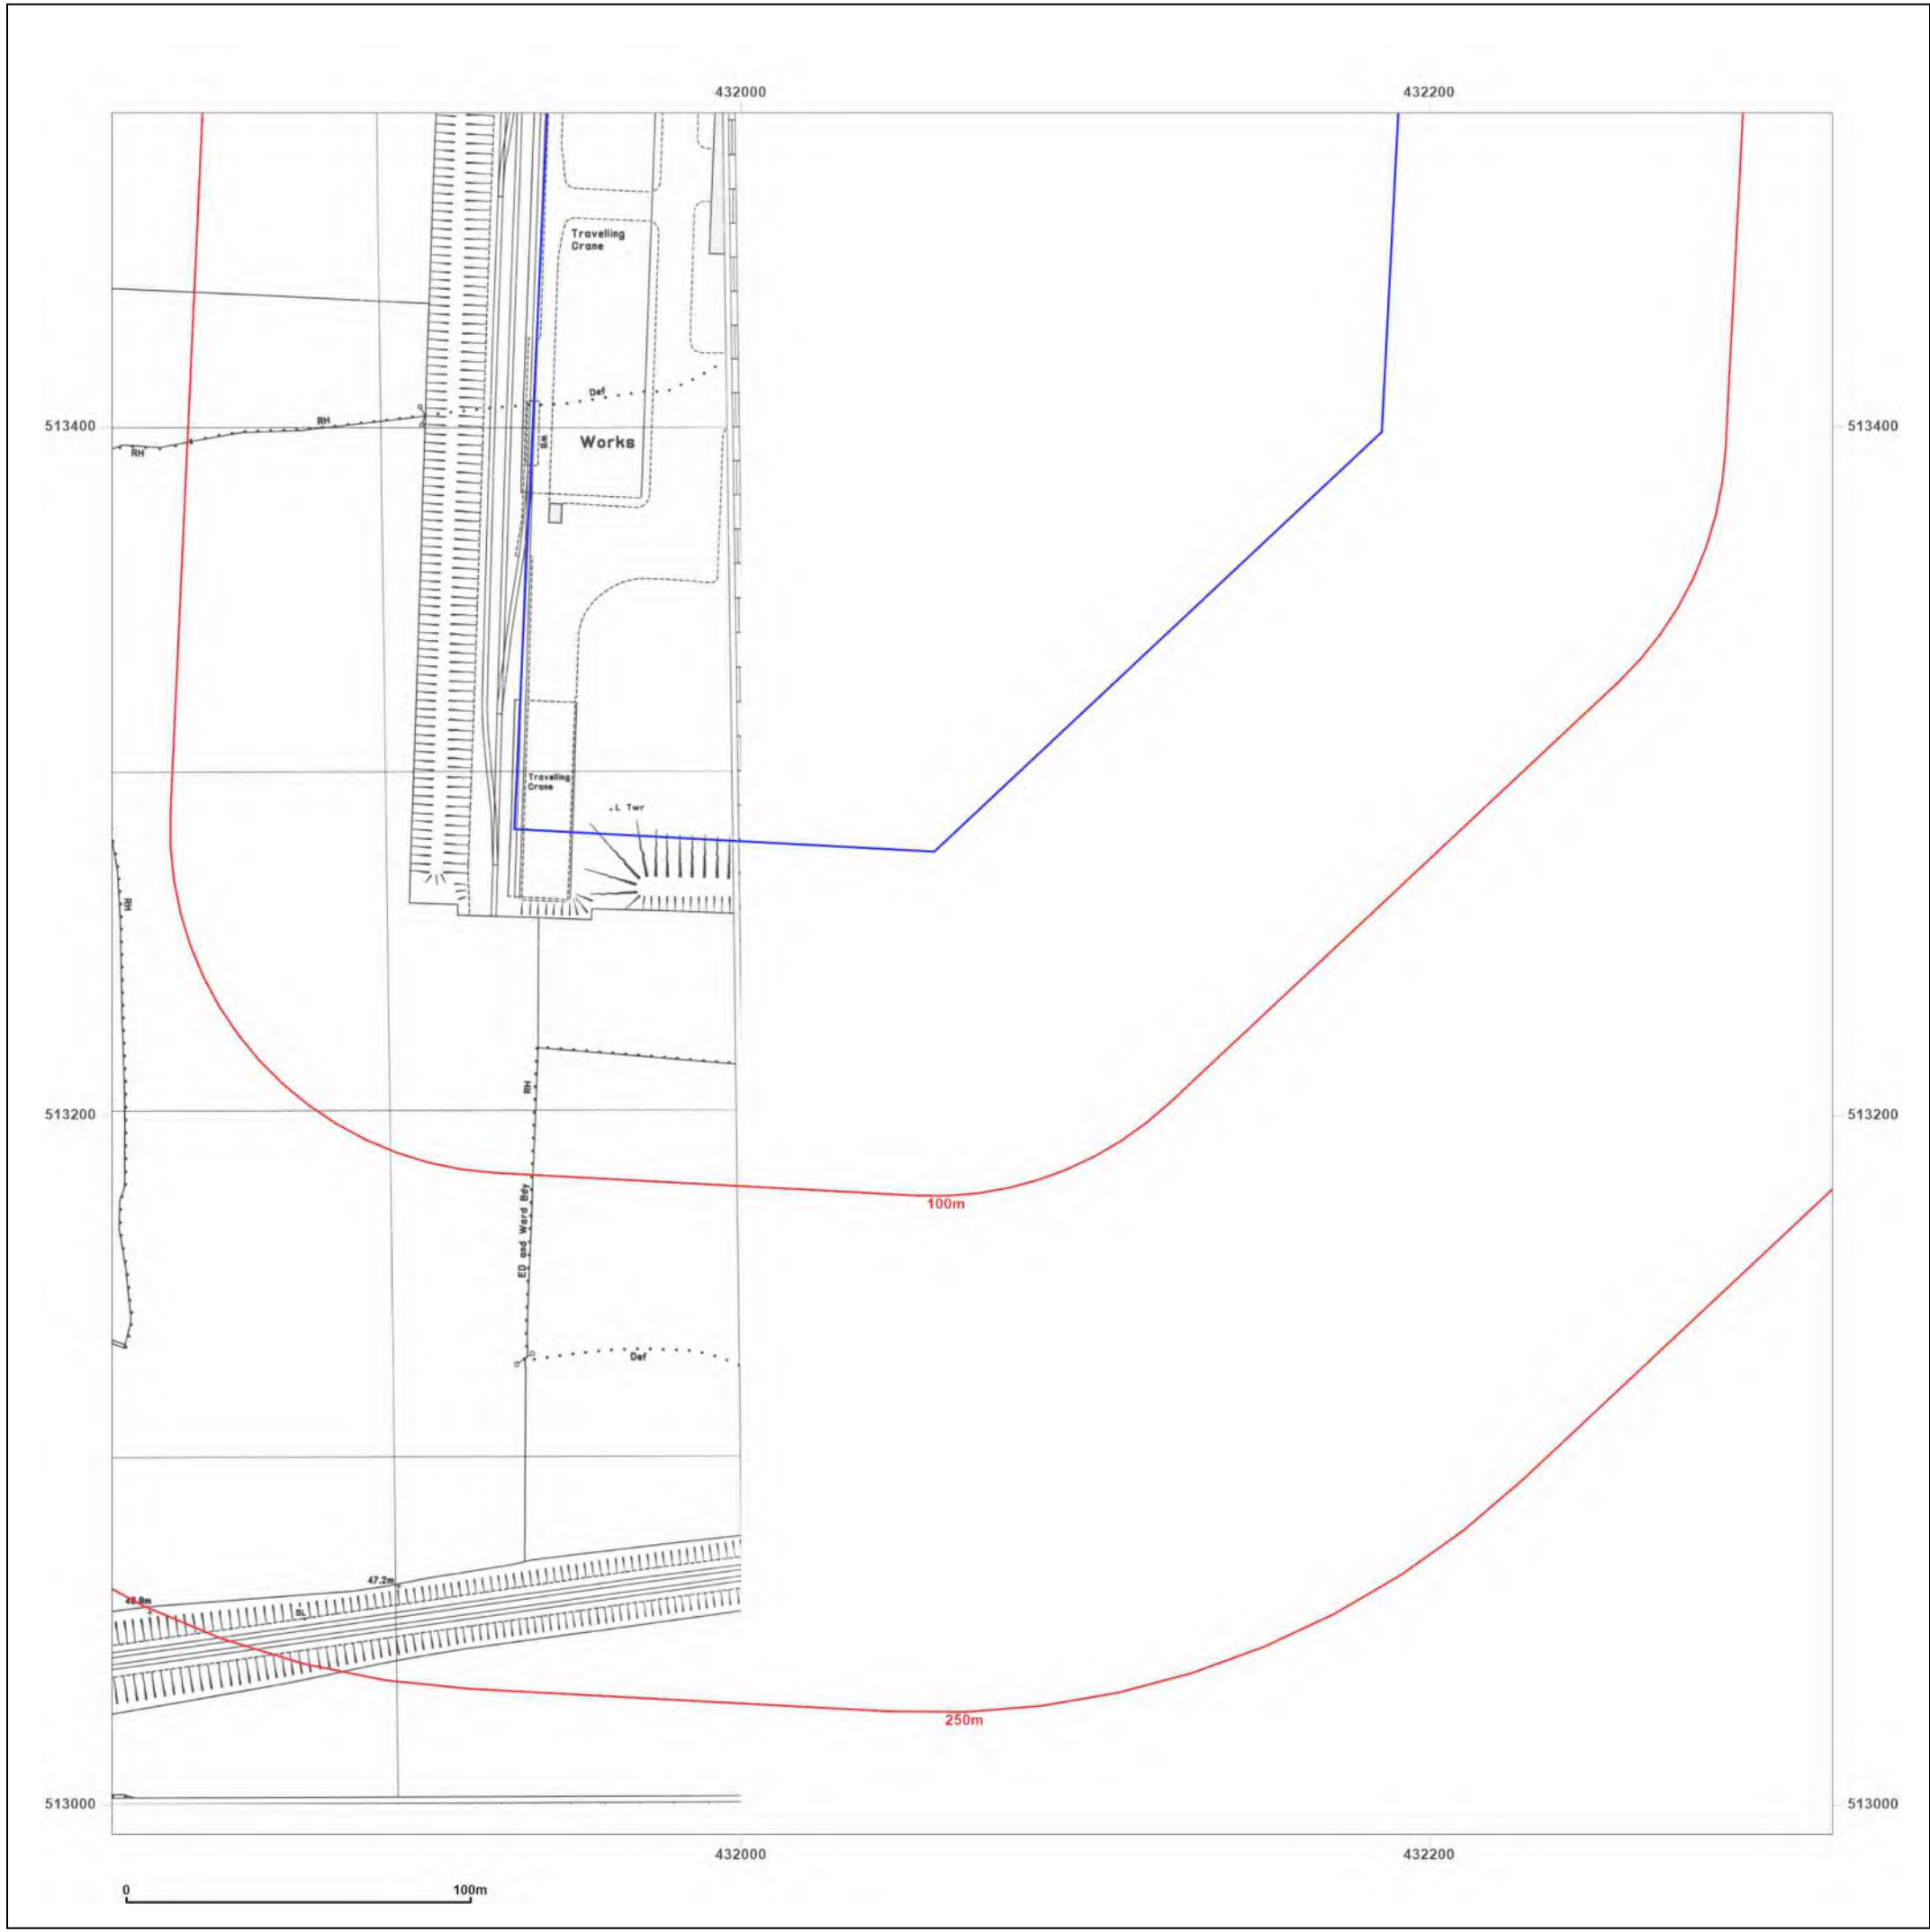 432000
432200
Travelling
Crane
Def
RH
513400
513400
WB
Works
RH
Travelling
Crane
L Twr
RH
RH
513200
513200
ED and Ward Bdy
100m
Def
47.2m
SL
250m
513000
513000
432000
432200
0
100m